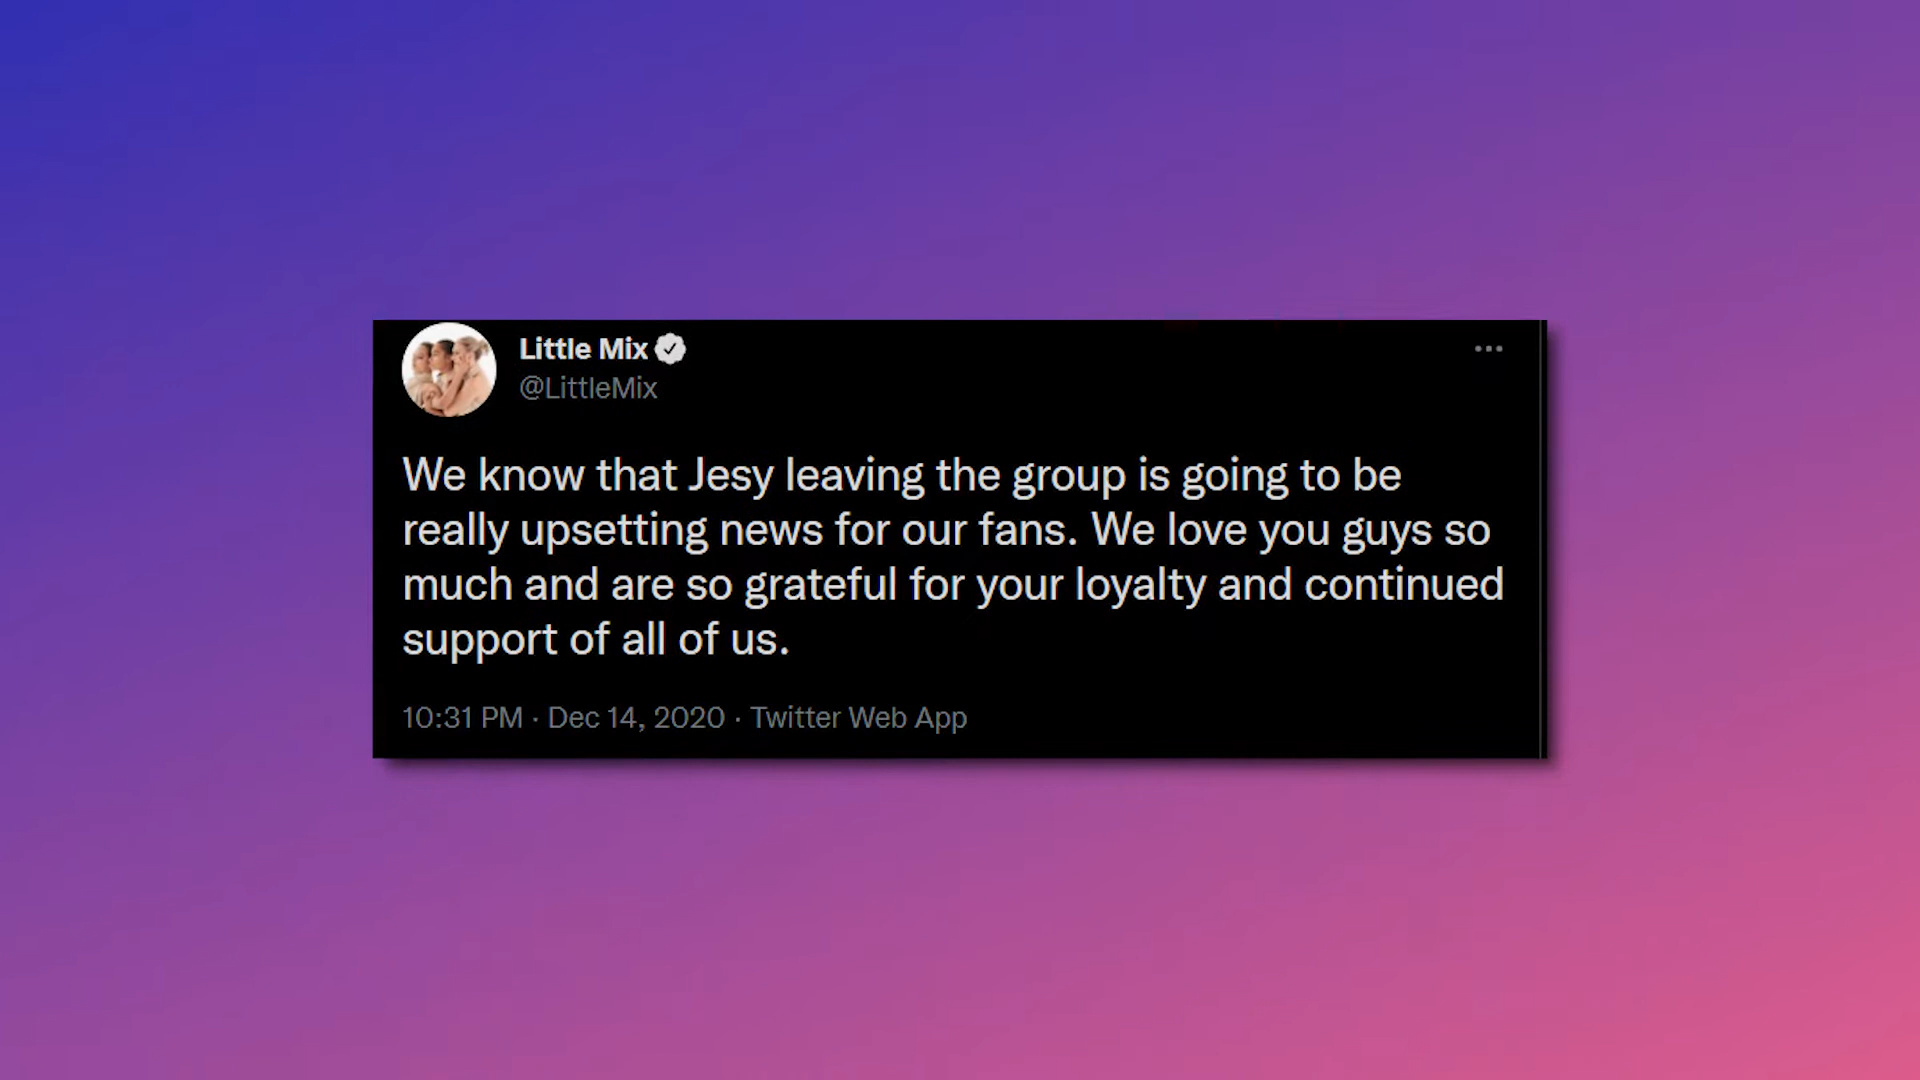 Little Mix
@LittleMix
We know that Jesy leaving the group is going to be
really upsetting news for our fans. We love you guys so
much and are so grateful for your loyalty and continued
support of all of us.
10:31 PM · Dec 14, 2020 · Twitter Web App